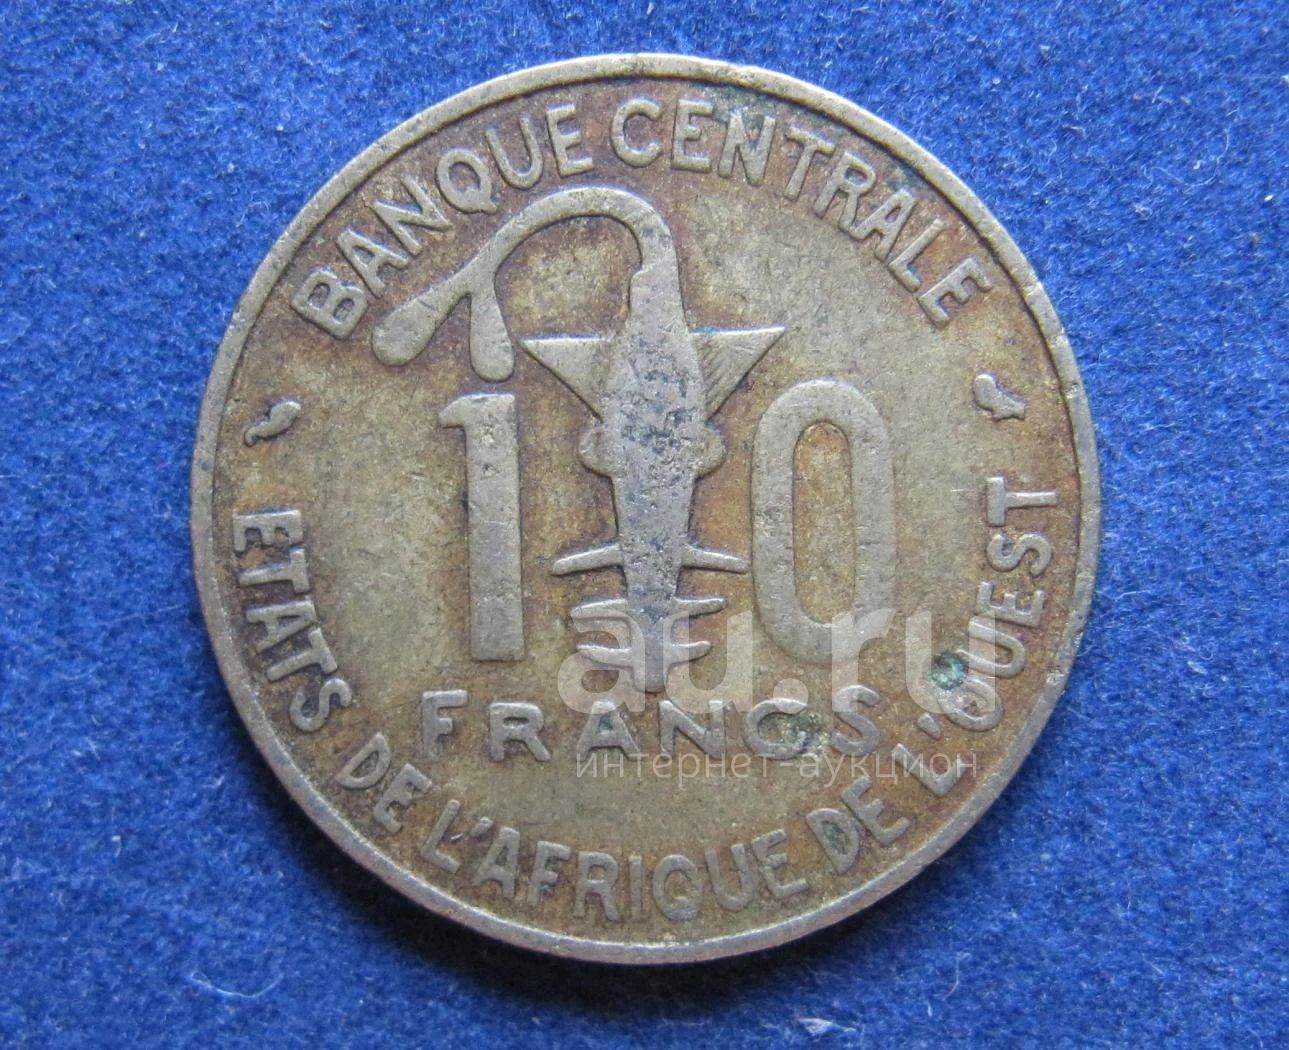 BANQUE CENTRALE
10
FRANCS
ETATS DE L'AFRIQUE DE L'OUEST
au.ru
интернет-аукцион